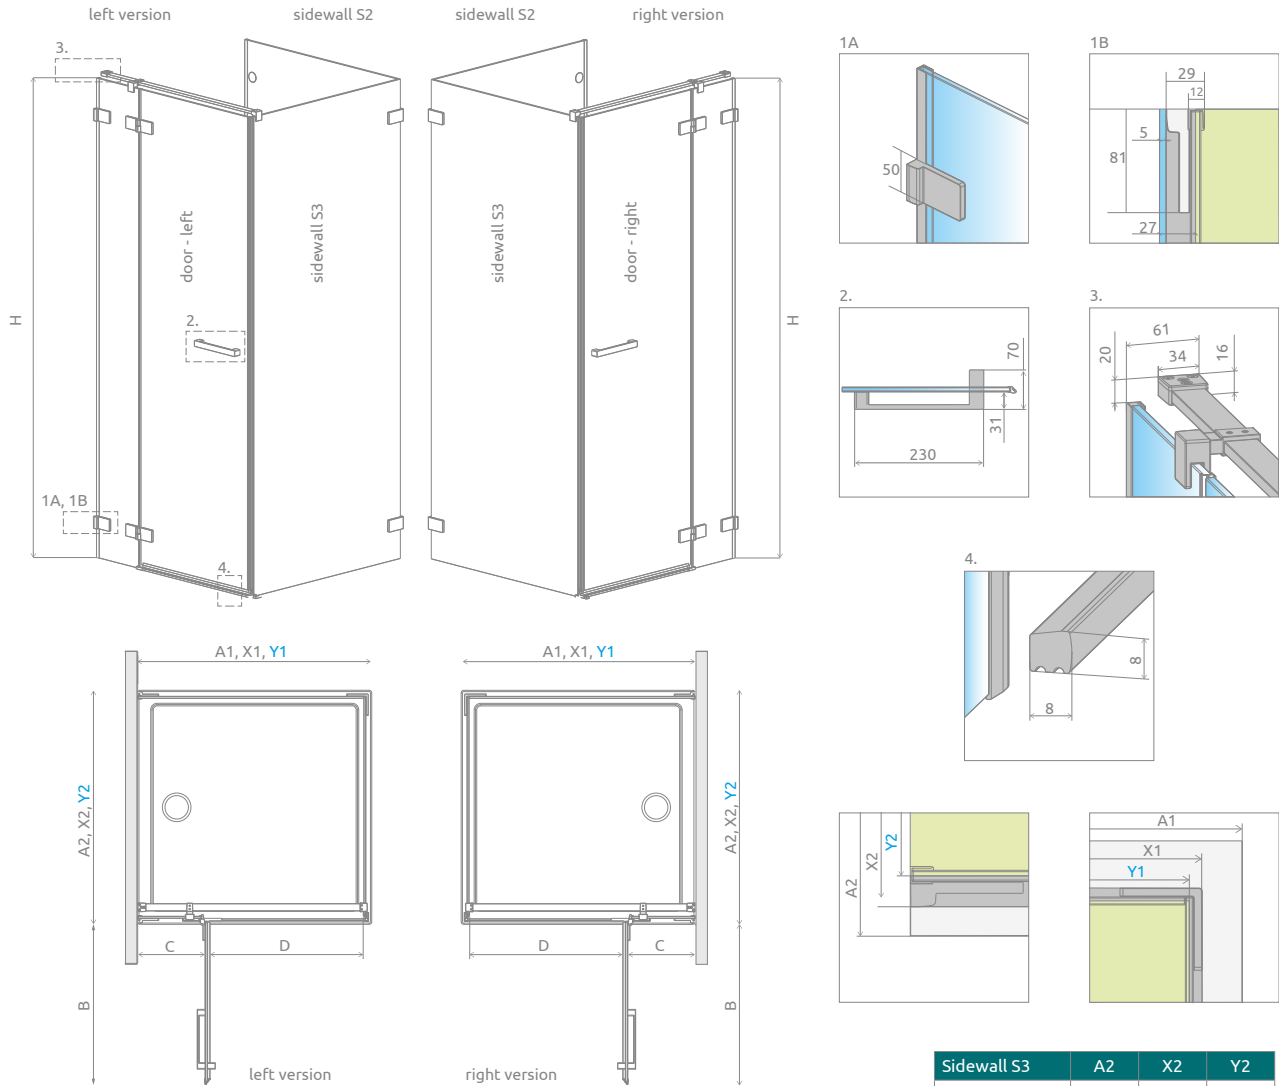 left version
sidewall S2
sidewall S2
right version
3.
H
door - left
sidewall S3
2.
1A, 1B
4.
sidewall S3
door - right
H
1A
50
1B
29
12
5
81
27
2.
70
31
230
3.
61
34
20
16
4.
8
8
A1, X1, Y1
A2, X2, Y2
C
D
B
left version
A1, X1, Y1
A2, X2, Y2
D
C
B
right version
A2
X2
Y2
A1
X1
Y1
Sidewall S3 A2 X2 Y2